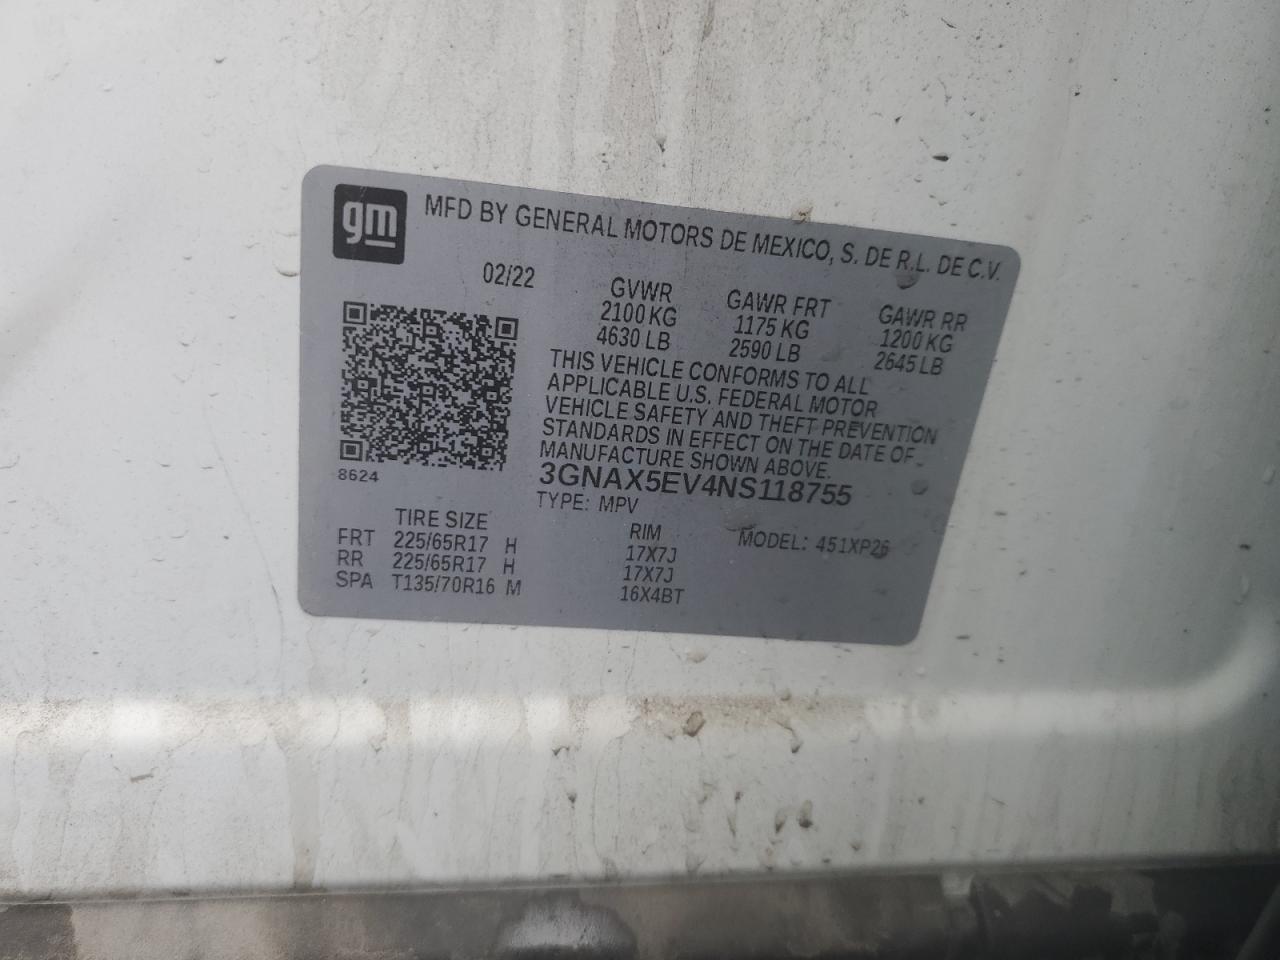 gm
MFD BY GENERAL MOTORS DE MEXICO, S. DE R.L. DE C.V.
02/22
GVWR GAWR FRT GAWR RR
2100 KG 1175 KG 1200 KG
4630 LB 2590 LB 2645 LB
THIS VEHICLE CONFORMS TO ALL
APPLICABLE U.S. FEDERAL MOTOR
VEHICLE SAFETY AND THEFT PREVENTION
STANDARDS IN EFFECT ON THE DATE OF
MANUFACTURE SHOWN ABOVE.
8624
3GNAX5EV4NS118755
TYPE: MPV
TIRE SIZE RIM MODEL: 451XP26
FRT 225/65R17 H 17X7J
RR 225/65R17 H 17X7J
SPA T135/70R16 M 16X4BT